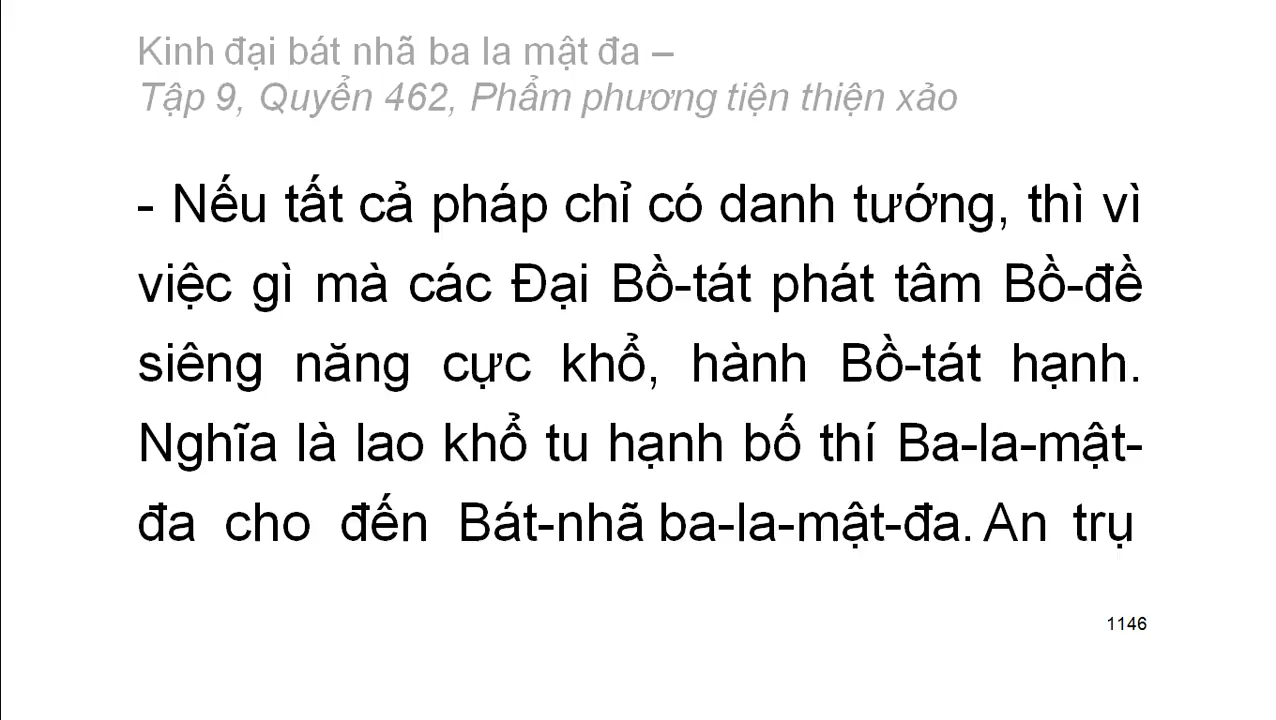 Kinh đại bát nhã ba la mật đa –
Tập 9, Quyển 462, Phẩm phương tiện thiện xảo
- Nếu tất cả pháp chỉ có danh tướng, thì vì
việc gì mà các Đại Bồ-tát phát tâm Bồ-đề
siêng năng cực khổ, hành Bồ-tát hạnh.
Nghĩa là lao khổ tu hạnh bố thí Ba-la-mật-
đa cho đến Bát-nhã ba-la-mật-đa. An trụ
1146